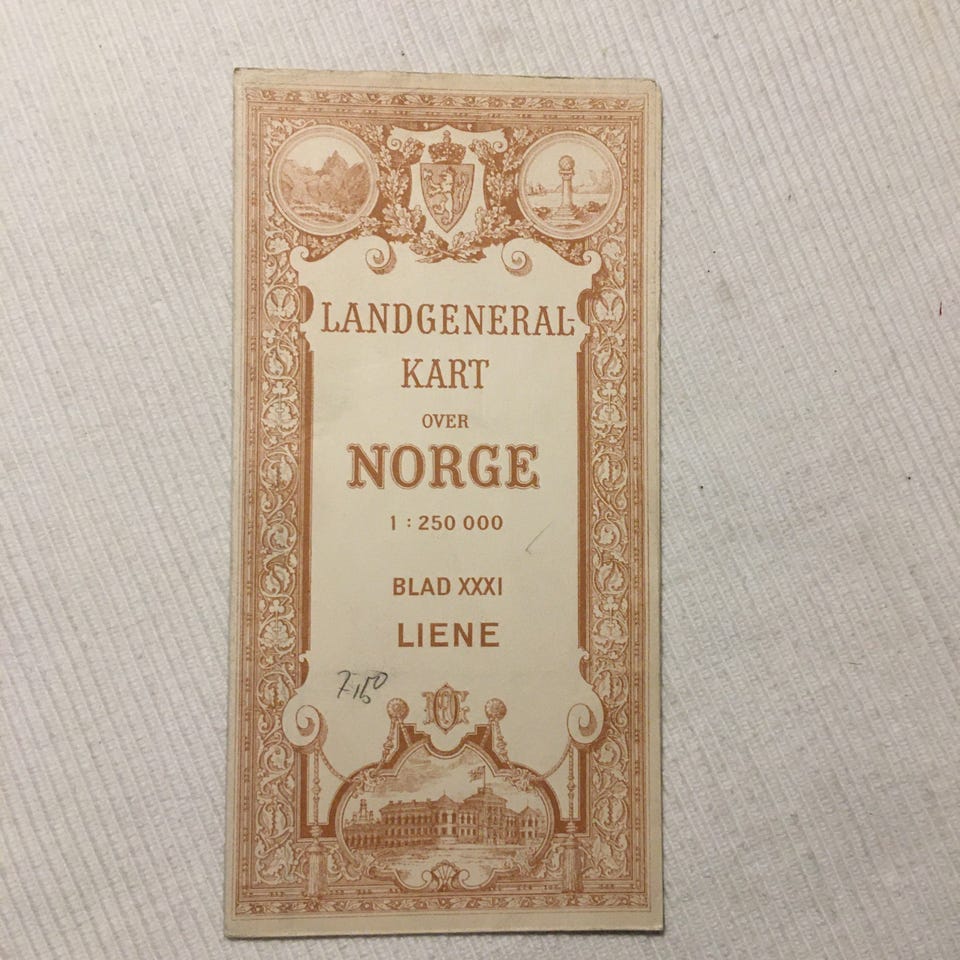 LANDGENERAL-
KART
OVER
NORGE
1 : 250 000
BLAD XXXI
LIENE